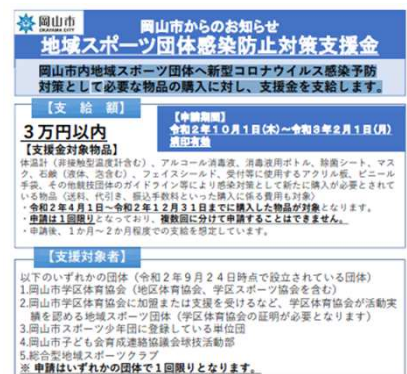 岡山市
OKAYAMA CITY
岡山市からのお知らせ
地域スポーツ団体感染防止対策支援金
岡山市内地域スポーツ団体へ新型コロナウイルス感染予防
対策として必要な物品の購入に対し、支援金を支給します。
【支 給 額】
3万円以内
【申請期間】
令和2年10月1日(木)~令和3年2月1日(月)
消印有効
【支援金対象物品】
体温計(非接触型温度計含む)、アルコール消毒液、消毒液用ボトル、除菌シート、マス
ク、石鹸(液体、泡含む)、フェイスシールド、受付等に使用するアクリル板、ビニール
手袋、その他競技団体のガイドライン等により感染対策として新たに購入が必要とされて
いる物品(送料、代引き、振込手数料といった購入に係る費用も対象)
・令和2年4月1日~令和2年12月31日までに購入した物品が対象となります。
・申請は1回限りとなっており、複数回に分けて申請することはできません。
・申請後、1か月~2か月程度での支給を想定しています。
【支援対象者】
以下のいずれかの団体(令和2年9月24日時点で設立されている団体)
1.岡山市学区体育協会(地区体育協会、学区スポーツ協会を含む)
2.岡山市学区体育協会に加盟または支援を受けるなど、学区体育協会が活動実
績を認める地域スポーツ団体(学区体育協会の証明が必要となります)
3.岡山市スポーツ少年団に登録している単位団
4.岡山市子ども会育成連絡協議会球技活動部
5.総合型地域スポーツクラブ
※ 申請はいずれかの団体で1回限りとなります。